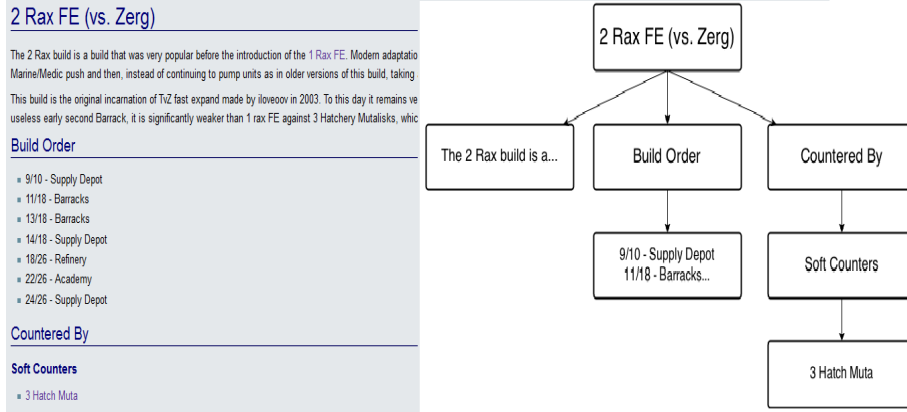 2 Rax FE (vs. Zerg)
The 2 Rax build is a build that was very popular before the introduction of the 1 Rax FE. Modern adaptatio
Marine/Medic push and then, instead of continuing to pump units as in older versions of this build, taking
This build is the original incarnation of TvZ fast expand made by iloveoov in 2003. To this day it remains ve
useless early second Barrack, it is significantly weaker than 1 rax FE against 3 Hatchery Mutalisks, whic
Build Order
9/10 - Supply Depot
11/18 - Barracks
13/18 - Barracks
14/18 - Supply Depot
18/26 - Refinery
22/26 - Academy
24/26 - Supply Depot
Countered By
Soft Counters
3 Hatch Muta
2 Rax FE (vs. Zerg)
The 2 Rax build is a...
Build Order
Countered By
9/10 - Supply Depot
11/18 - Barracks...
Soft Counters
3 Hatch Muta